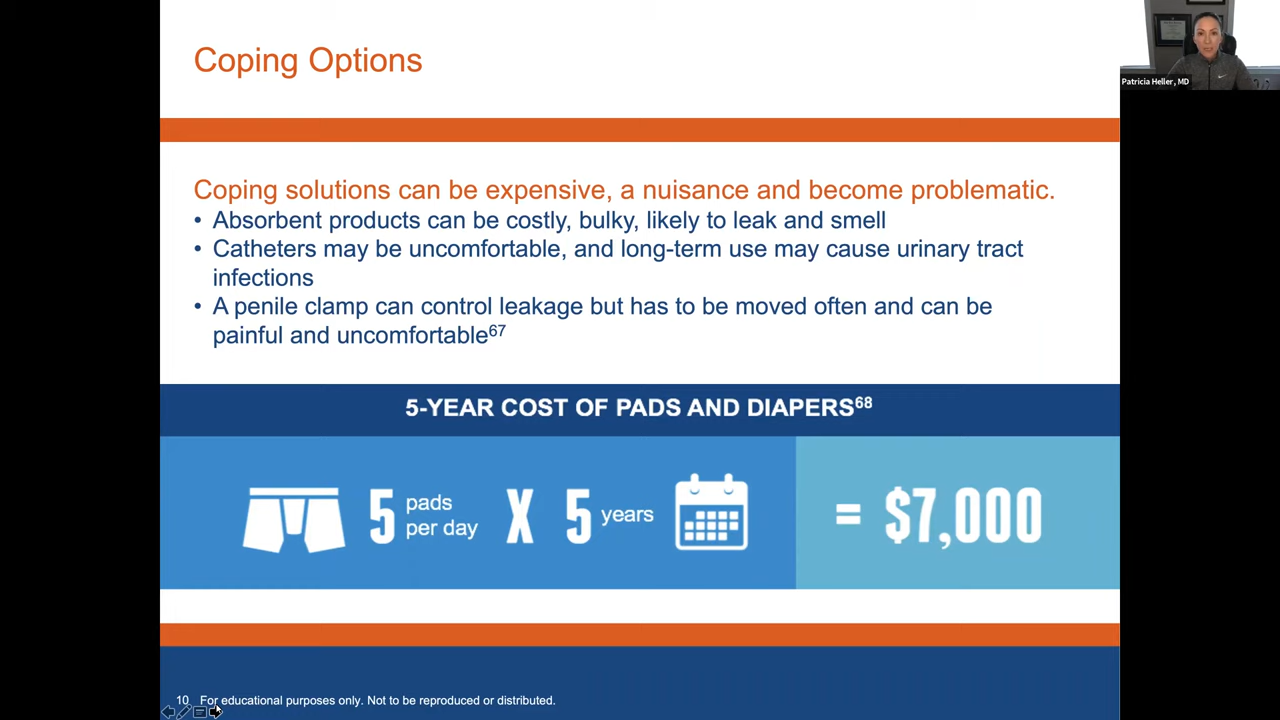 Coping Options
Patricia Heller, MD
Coping solutions can be expensive, a nuisance and become problematic.
• Absorbent products can be costly, bulky, likely to leak and smell
• Catheters may be uncomfortable, and long-term use may cause urinary tract
infections
• A penile clamp can control leakage but has to be moved often and can be
painful and uncomfortable67
5-YEAR COST OF PADS AND DIAPERS68
5 pads per day X 5 years = $7,000
10 For educational purposes only. Not to be reproduced or distributed.